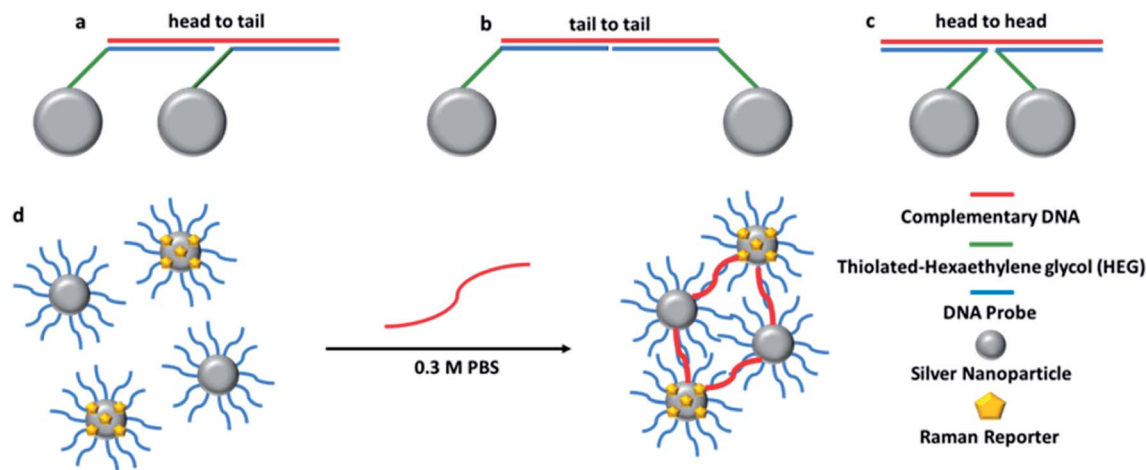 a
head to tail
b
tail to tail
c
head to head
d
0.3 M PBS
Complementary DNA
Thiolated-Hexaethylene glycol (HEG)
DNA Probe
Silver Nanoparticle
Raman Reporter